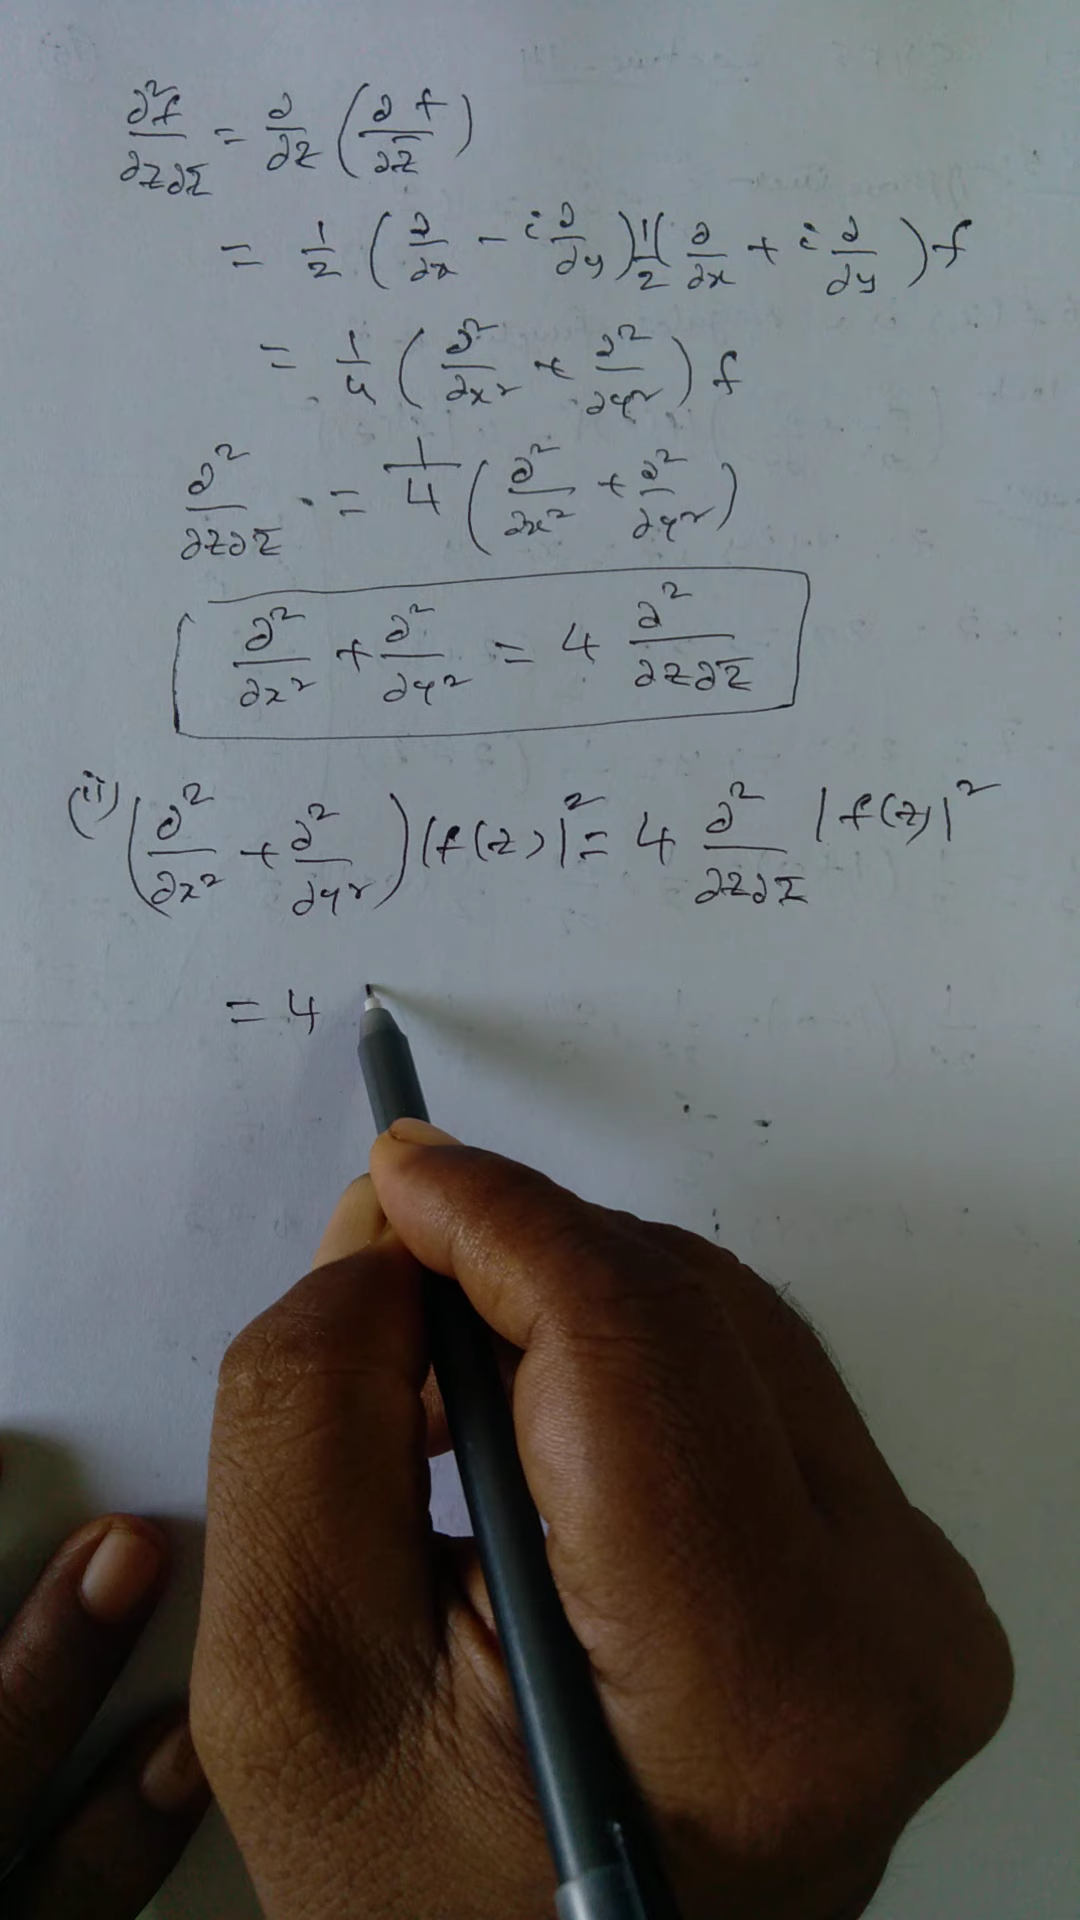 ∂²f/∂z∂z̄ = ∂/∂z (∂f/∂z̄)
= 1/2 (∂/∂x - i ∂/∂y) 1/2 (∂/∂x + i ∂/∂y) f
= 1/4 (∂²/∂x² + ∂²/∂y²) f
∂²/∂z∂z̄ = 1/4 (∂²/∂x² + ∂²/∂y²)
∂²/∂x² + ∂²/∂y² = 4 ∂²/∂z∂z̄
(ii) (∂²/∂x² + ∂²/∂y²) |f(z)|² = 4 ∂²/∂z∂z̄ |f(z)|²
= 4